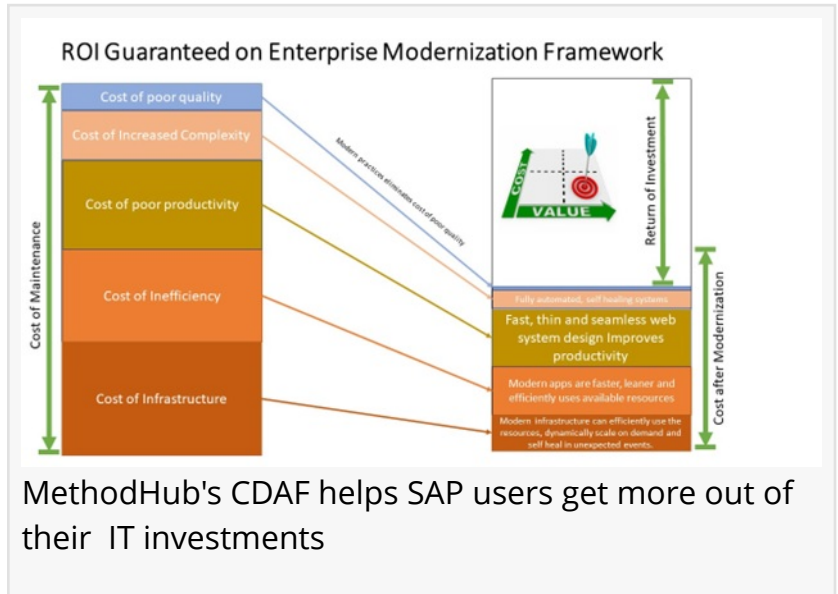 ROI Guaranteed on Enterprise Modernization Framework
Cost of Maintenance
Cost of poor quality
Cost of Increased Complexity
Cost of poor productivity
Cost of Inefficiency
Cost of Infrastructure
Modern practices eliminates cost of poor quality
COST
VALUE
Return of Investment
Fully automated, self healing systems
Fast, thin and seamless web
system design Improves
productivity
Modern apps are faster, leaner and
efficiently uses available resources
Modern infrastructure can efficiently use the
resources, dynamically scale on demand and
self heal in unexpected events.
Cost after Modernization
MethodHub's CDAF helps SAP users get more out of
their IT investments